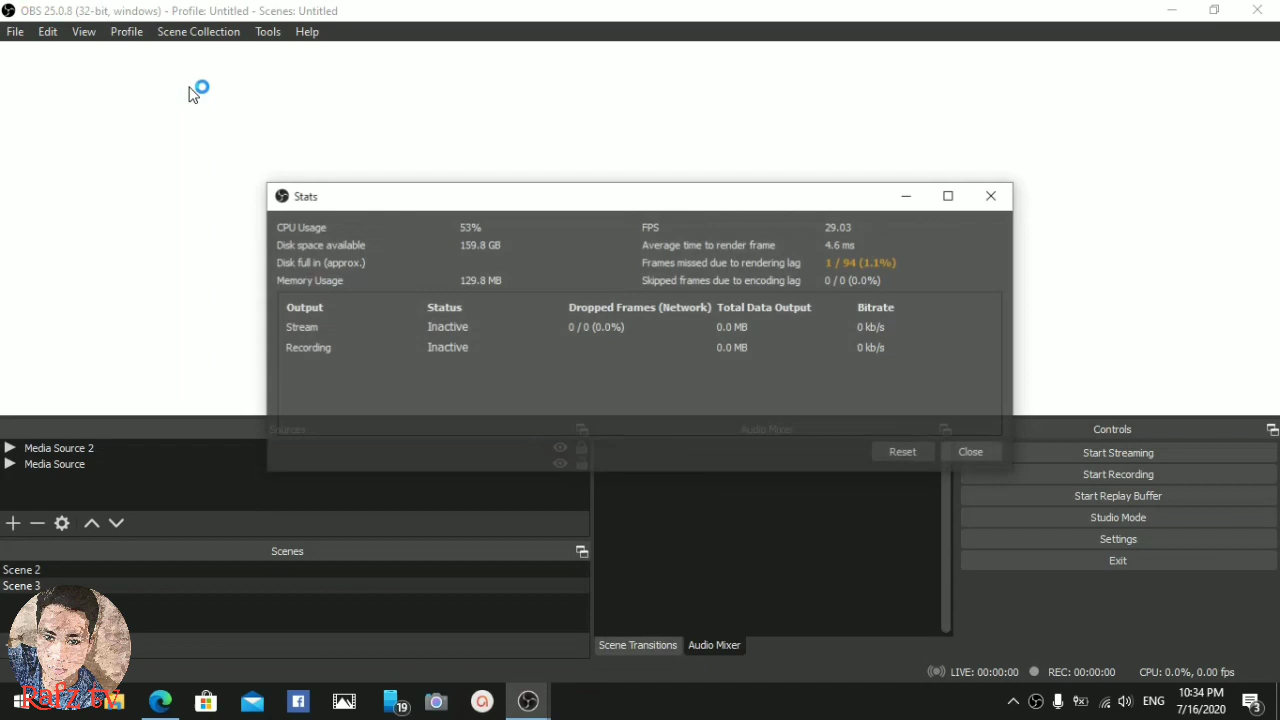 OBS 25.0.8 (32-bit, windows) - Profile: Untitled - Scenes: Untitled
File Edit View Profile Scene Collection Tools Help
Stats
CPU Usage 53% FPS 29.03
Disk space available 159.8 GB Average time to render frame 4.6 ms
Disk full in (approx.) Frames missed due to rendering lag 1 / 94 (1.1%)
Memory Usage 129.8 MB Skipped frames due to encoding lag 0 / 0 (0.0%)
Output Status Dropped Frames (Network) Total Data Output Bitrate
Stream Inactive 0 / 0 (0.0%) 0.0 MB 0 kb/s
Recording Inactive 0.0 MB 0 kb/s
Sources Audio Mixer Controls
Media Source 2
Media Source
Reset Close
Start Streaming
Start Recording
Start Replay Buffer
Studio Mode
Settings
Exit
Scenes
Scene 2
Scene 3
Scene Transitions Audio Mixer
LIVE: 00:00:00 REC: 00:00:00 CPU: 0.0%, 0.00 fps
Rafz tv
19
ENG
10:34 PM
7/16/2020
3